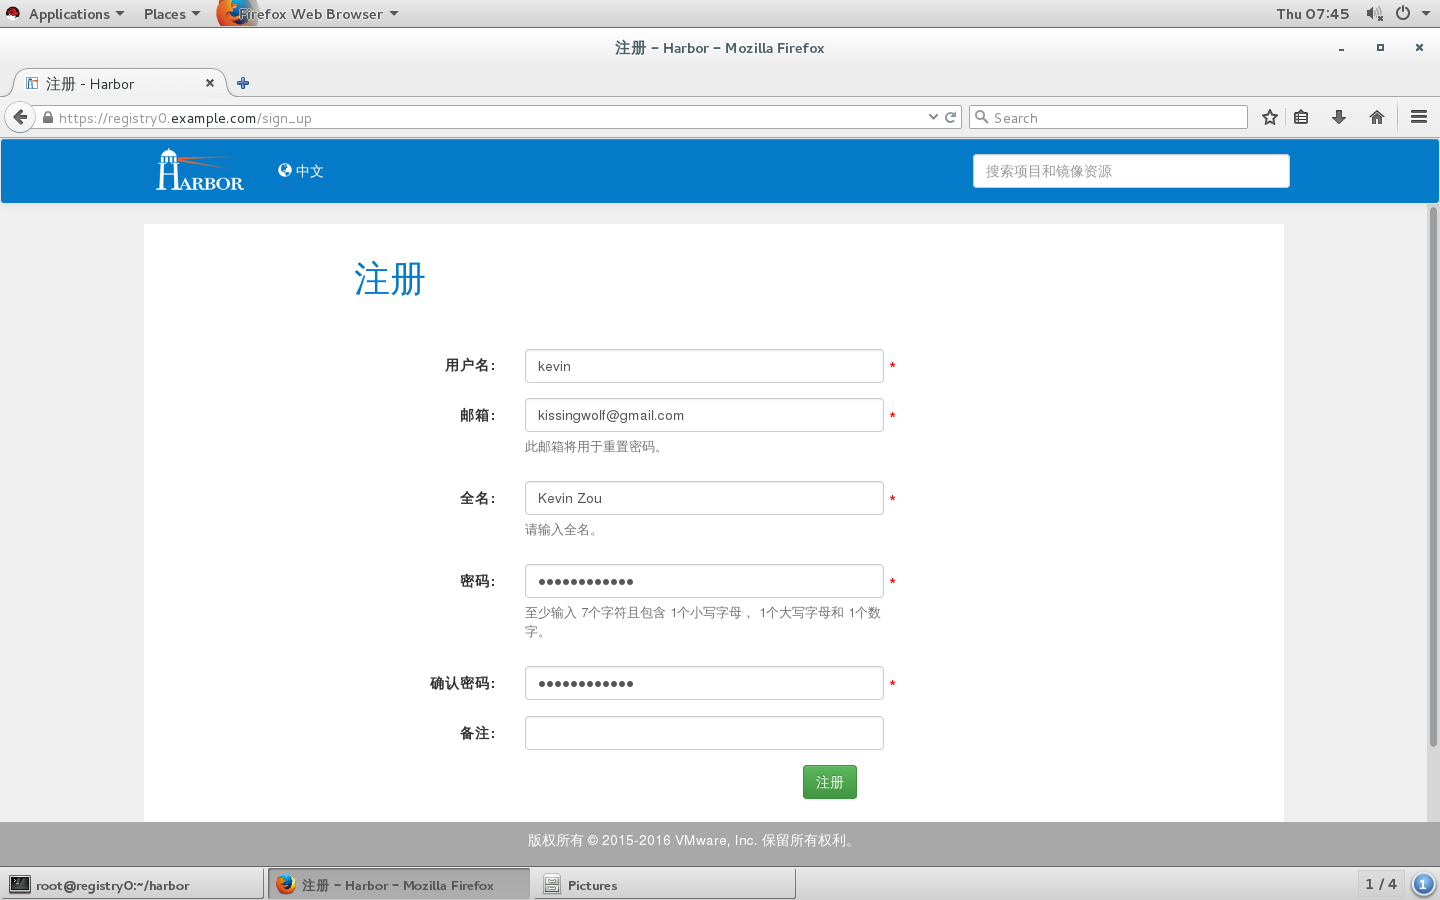 Applications Places Firefox Web Browser Thu 07:45
注册 - Harbor - Mozilla Firefox
注册 - Harbor
https://registry0.example.com/sign_up Search
HARBOR 中文 搜索项目和镜像资源
注册
用户名: kevin *
邮箱: kissingwolf@gmail.com *
此邮箱将用于重置密码。
全名: Kevin Zou *
请输入全名。
密码: ●●●●●●●●●●●● *
至少输入 7个字符且包含 1个小写字母， 1个大写字母和 1个数
字。
确认密码: ●●●●●●●●●●●● *
备注:
注册
版权所有 © 2015-2016 VMware, Inc. 保留所有权利。
root@registry0:~/harbor 注册 - Harbor - Mozilla Firefox Pictures 1 / 4 1